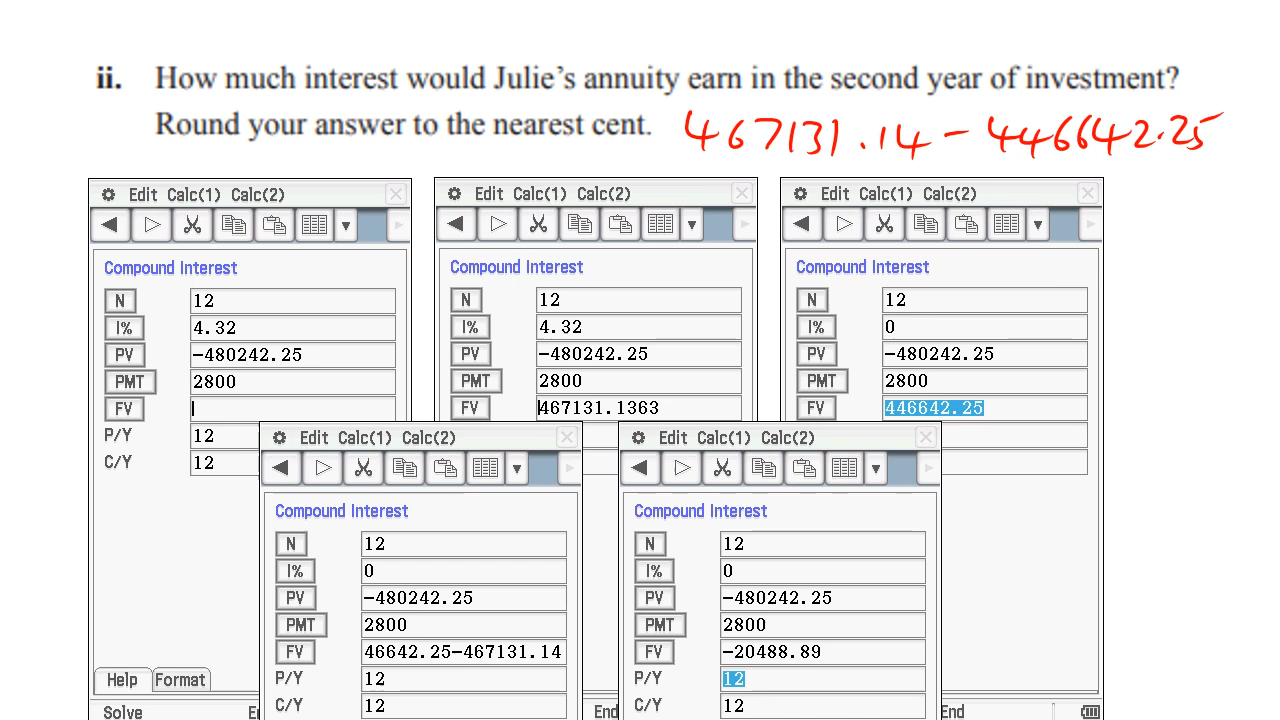 ii. How much interest would Julie's annuity earn in the second year of investment?
Round your answer to the nearest cent. 467131.14 - 446642.25
Edit Calc(1) Calc(2)
Compound Interest
N 12
I% 4.32
PV -480242.25
PMT 2800
FV
P/Y 12
C/Y 12
Help Format
Solve
Edit Calc(1) Calc(2)
Compound Interest
N 12
I% 4.32
PV -480242.25
PMT 2800
FV 467131.1363
Edit Calc(1) Calc(2)
Compound Interest
N 12
I% 0
PV -480242.25
PMT 2800
FV 446642.25
Edit Calc(1) Calc(2)
Compound Interest
N 12
I% 0
PV -480242.25
PMT 2800
FV 46642.25-467131.14
P/Y 12
C/Y 12
End
Edit Calc(1) Calc(2)
Compound Interest
N 12
I% 0
PV -480242.25
PMT 2800
FV -20488.89
P/Y 12
C/Y 12
End